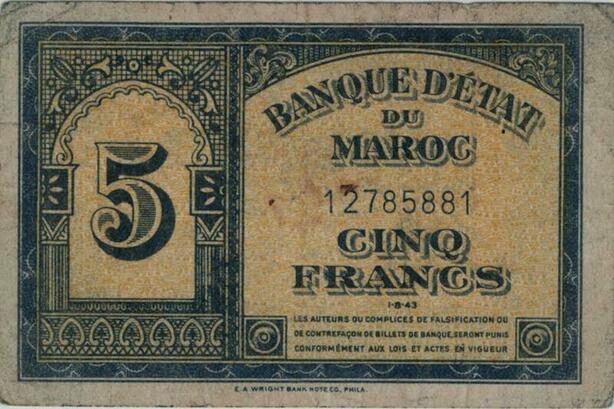 BANQUE D'ÉTAT
DU
MAROC
5
12785881
CINQ
FRANCS
1-8-43
LES AUTEURS OU COMPLICES DE FALSIFICATION OU
DE CONTREFAÇON DE BILLETS DE BANQUE, SERONT PUNIS
CONFORMÉMENT AUX LOIS ET ACTES EN VIGUEUR
E. A. WRIGHT BANK NOTE CO., PHILA.